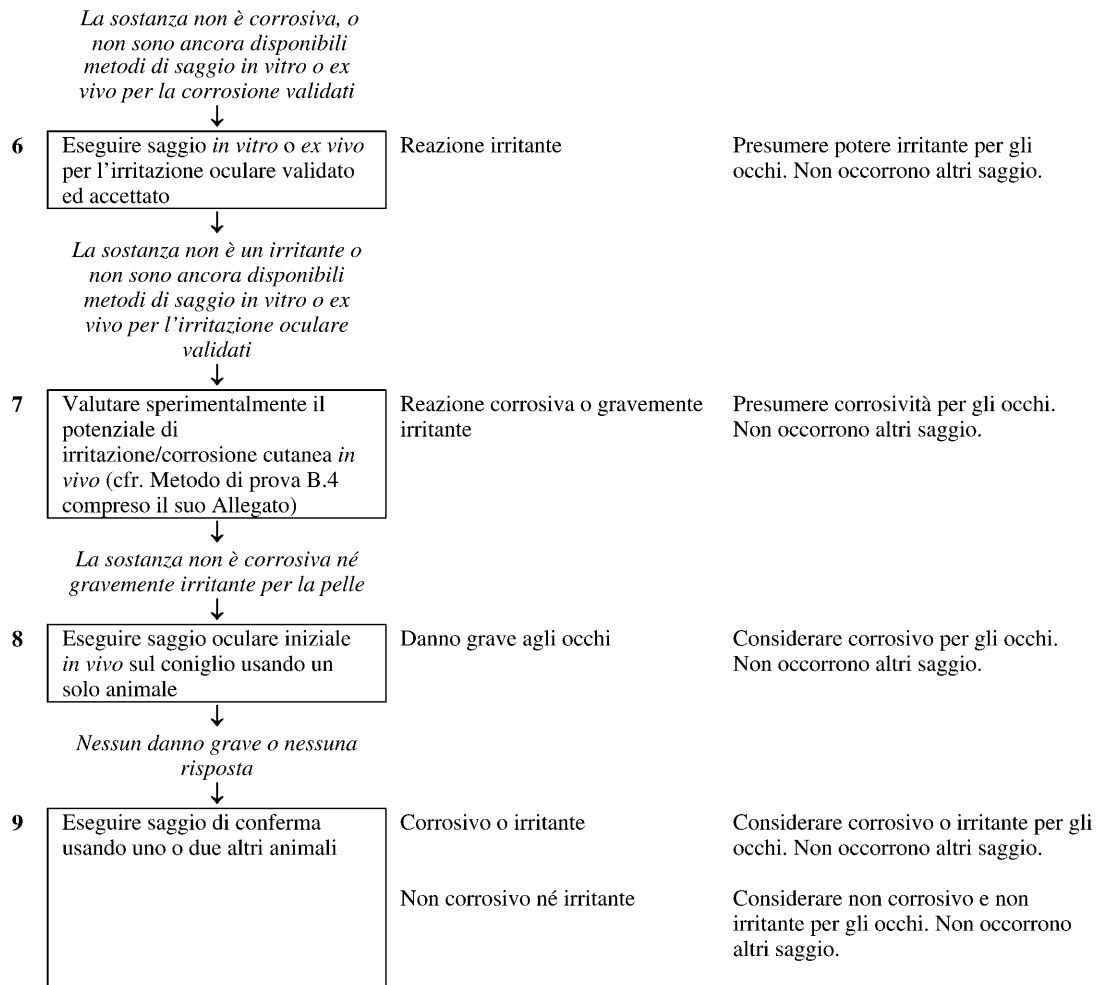 La sostanza non è corrosiva, o
non sono ancora disponibili
metodi di saggio in vitro o ex
vivo per la corrosione validati
↓
6
Eseguire saggio in vitro o ex vivo
per l'irritazione oculare validato
ed accettato
Reazione irritante
Presumere potere irritante per gli
occhi. Non occorrono altri saggio.
↓
La sostanza non è un irritante o
non sono ancora disponibili
metodi di saggio in vitro o ex
vivo per l'irritazione oculare
validati
↓
7
Valutare sperimentalmente il
potenziale di
irritazione/corrosione cutanea in
vivo (cfr. Metodo di prova B.4
compreso il suo Allegato)
Reazione corrosiva o gravemente
irritante
Presumere corrosività per gli occhi.
Non occorrono altri saggio.
↓
La sostanza non è corrosiva né
gravemente irritante per la pelle
↓
8
Eseguire saggio oculare iniziale
in vivo sul coniglio usando un
solo animale
Danno grave agli occhi
Considerare corrosivo per gli occhi.
Non occorrono altri saggio.
↓
Nessun danno grave o nessuna
risposta
↓
9
Eseguire saggio di conferma
usando uno o due altri animali
Corrosivo o irritante
Considerare corrosivo o irritante per gli
occhi. Non occorrono altri saggio.
Non corrosivo né irritante
Considerare non corrosivo e non
irritante per gli occhi. Non occorrono
altri saggio.